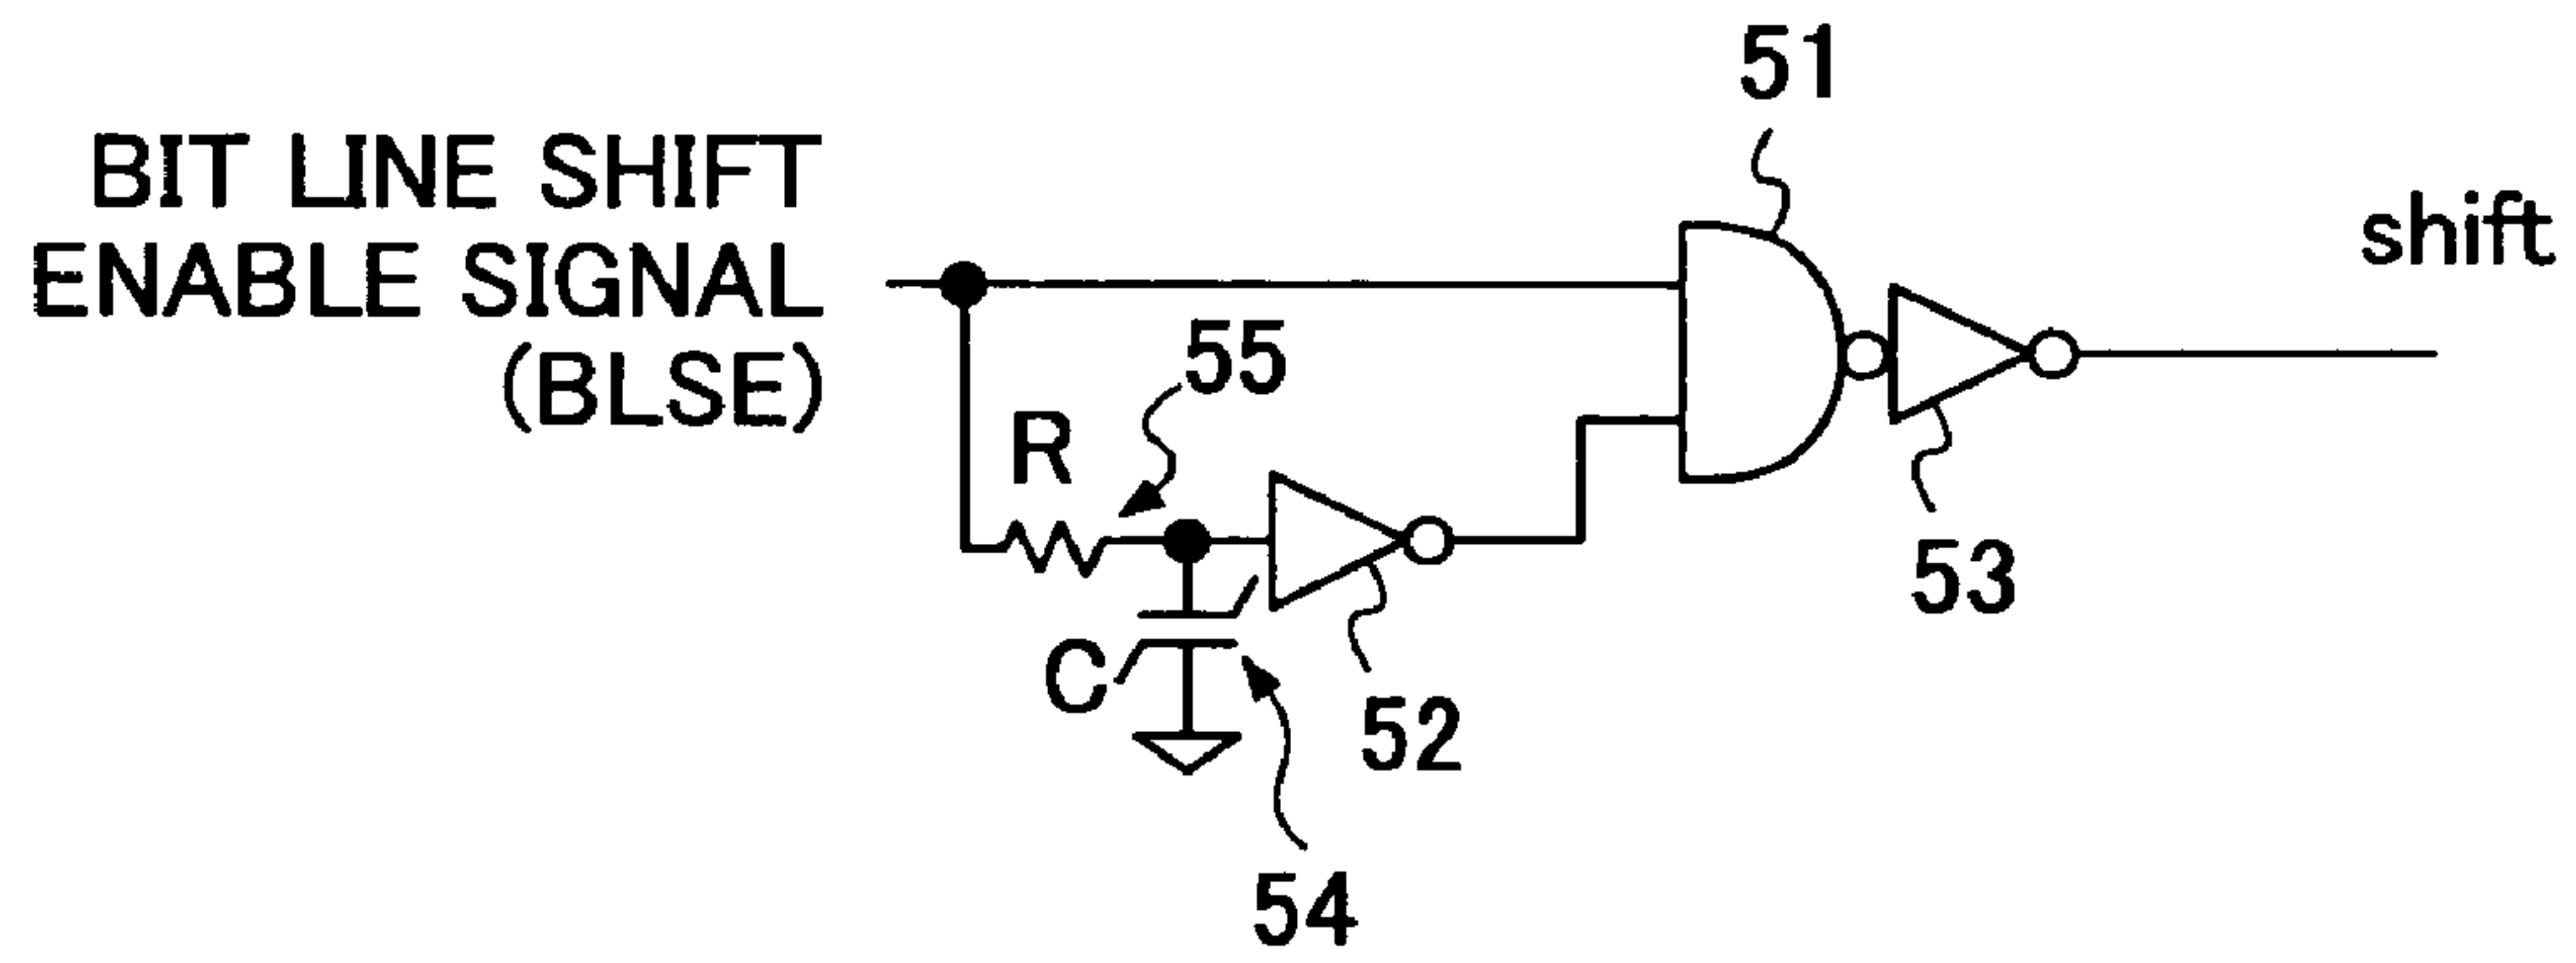 51
BIT LINE SHIFT
ENABLE SIGNAL
(BLSE)
shift
55
R
53
C
52
54